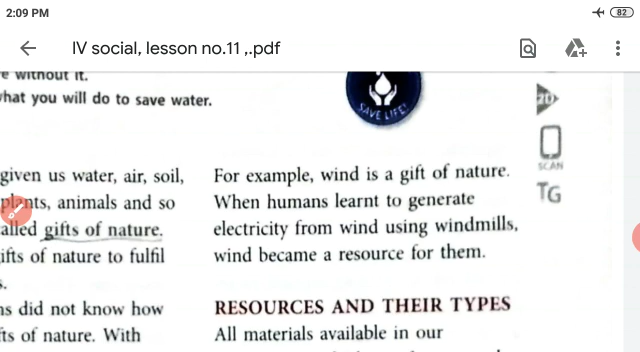 2:09 PM
82
IV social, lesson no.11 ,.pdf
e without it.
hat you will do to save water.
SAVE LIFE!
20
SCAN
TG
given us water, air, soil,
plants, animals and so
alled gifts of nature.
ifts of nature to fulfil
s.
ns did not know how
ts of nature. With
For example, wind is a gift of nature.
When humans learnt to generate
electricity from wind using windmills,
wind became a resource for them.
RESOURCES AND THEIR TYPES
All materials available in our